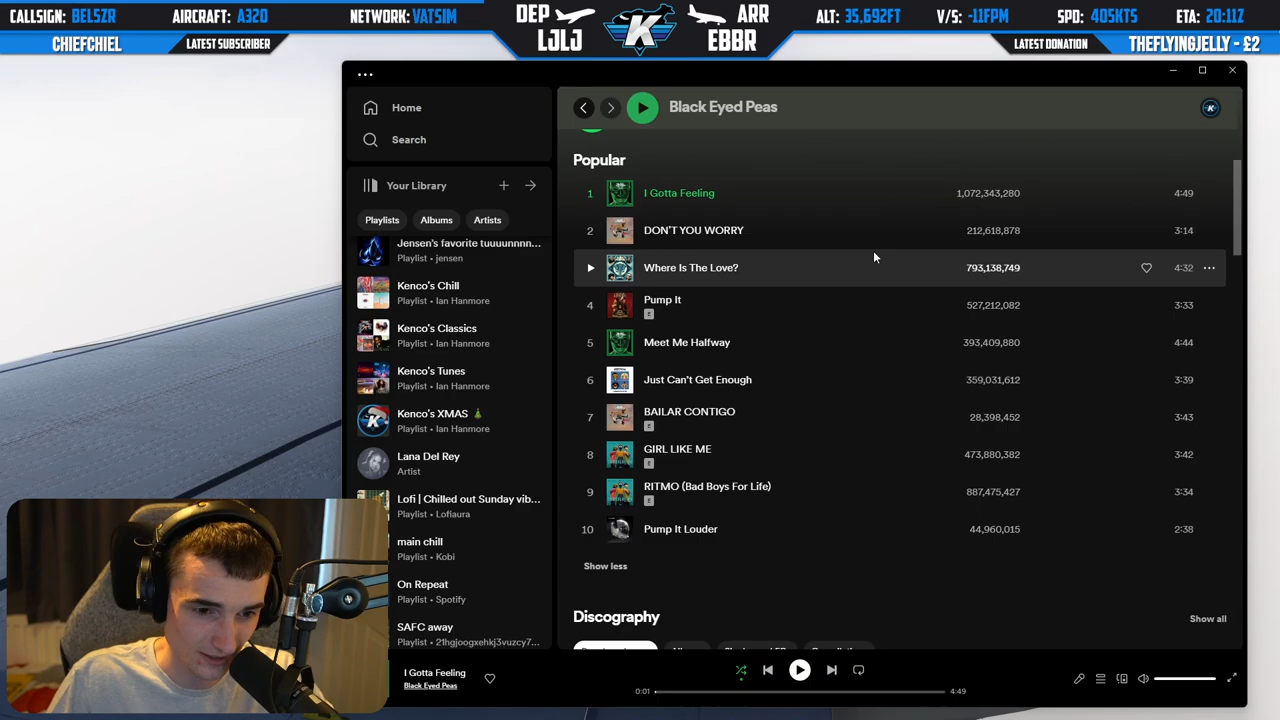 CALLSIGN: BEL5ZR
AIRCRAFT: A320
NETWORK: VATSIM
DEP
ARR
ALT: 35,692FT
V/S: -11FPM
SPD: 405KTS
ETA: 20:11Z
CHIEFCHIEL
LATEST SUBSCRIBER
LJLJ
K
EBBR
LATEST DONATION
THEFLYINGJELLY - £2
Home
Search
Your Library
Playlists
Albums
Artists
Jensen's favorite tuuuunnnn...
Playlist • jensen
Kenco's Chill
Playlist • Ian Hanmore
Kenco's Classics
Playlist • Ian Hanmore
Kenco's Tunes
Playlist • Ian Hanmore
Kenco's XMAS 🎄
Playlist • Ian Hanmore
Lana Del Rey
Artist
Lofi | Chilled out Sunday vib...
Playlist • Lofiaura
main chill
Playlist • Kobi
On Repeat
Playlist • Spotify
SAFC away
Playlist • 21hgjoogxehkj3vuzcy7...
Black Eyed Peas
Popular
1 I Gotta Feeling 1,072,343,280 4:49
2 DON'T YOU WORRY 212,618,878 3:14
Where Is The Love? 793,138,749 4:32
4 Pump It E 527,212,082 3:33
5 Meet Me Halfway 393,409,880 4:44
6 Just Can't Get Enough 359,031,612 3:39
7 BAILAR CONTIGO E 28,398,452 3:43
8 GIRL LIKE ME E 473,880,382 3:42
9 RITMO (Bad Boys For Life) E 887,475,427 3:34
10 Pump It Louder 44,960,015 2:38
Show less
Discography
Show all
I Gotta Feeling
Black Eyed Peas
0:01
4:49